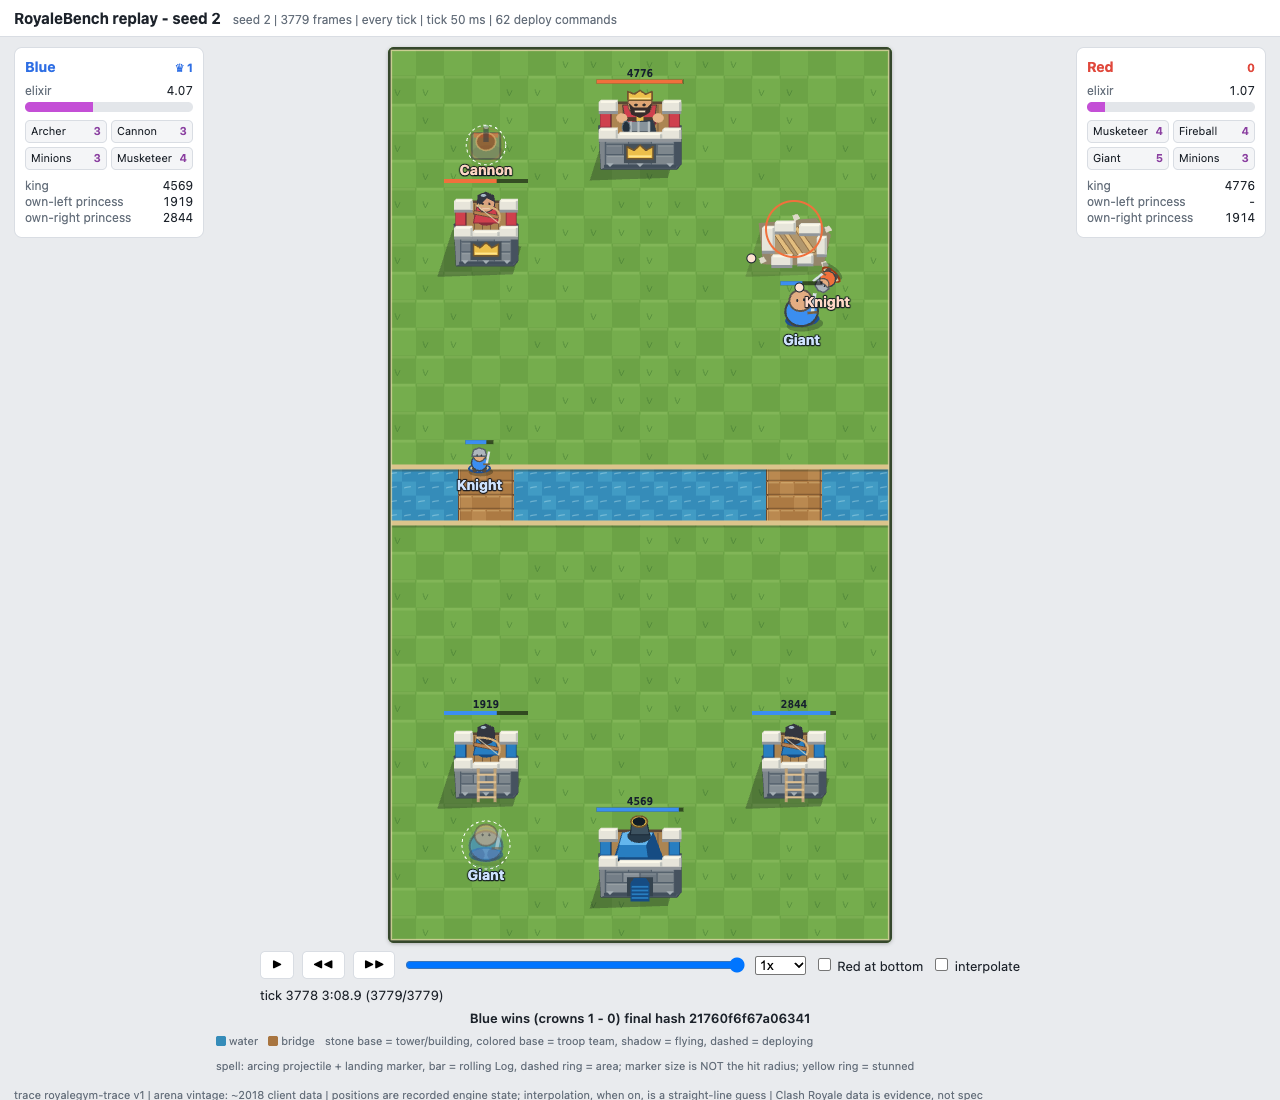 RoyaleBench replay - seed 2 seed 2 | 3779 frames | every tick | tick 50 ms | 62 deploy commands
Blue ♛ 1
elixir 4.07
Archer 3 Cannon 3
Minions 3 Musketeer 4
king 4569
own-left princess 1919
own-right princess 2844
4776
Cannon
Knight
Giant
Knight
1919
2844
4569
Giant
Red 0
elixir 1.07
Musketeer 4 Fireball 4
Giant 5 Minions 3
king 4776
own-left princess -
own-right princess 1914
1x Red at bottom interpolate
tick 3778 3:08.9 (3779/3779)
Blue wins (crowns 1 - 0) final hash 21760f6f67a06341
water bridge stone base = tower/building, colored base = troop team, shadow = flying, dashed = deploying
spell: arcing projectile + landing marker, bar = rolling Log, dashed ring = area; marker size is NOT the hit radius; yellow ring = stunned
trace royalegym-trace v1 | arena vintage: ~2018 client data | positions are recorded engine state; interpolation, when on, is a straight-line guess | Clash Royale data is evidence, not spec